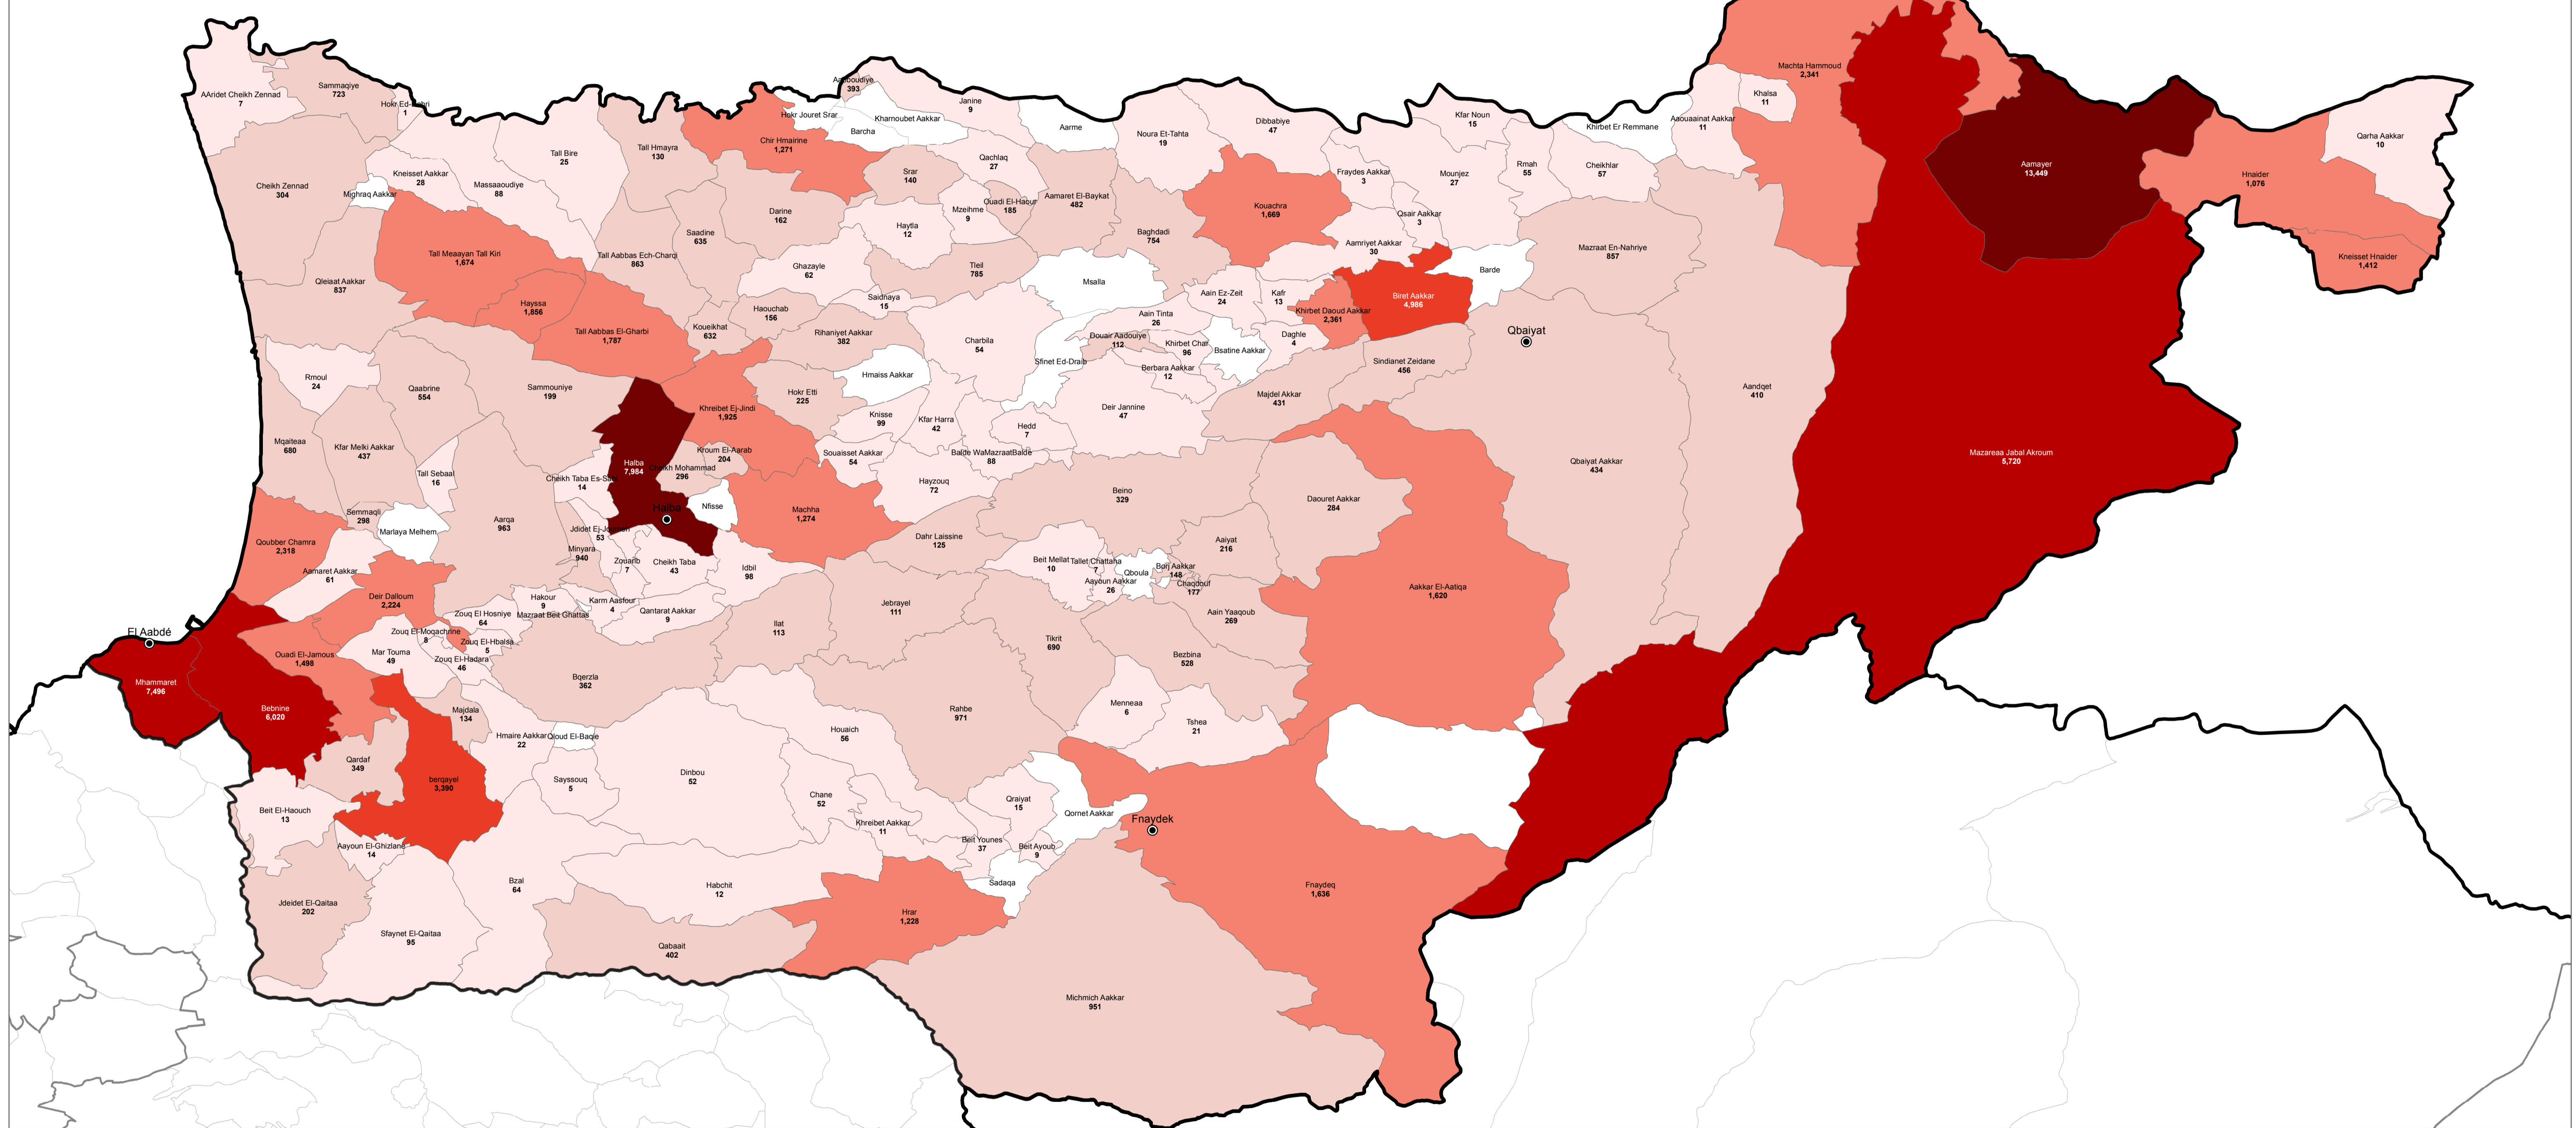 Machta Hammoud
2,341
AAridet Cheikh Zennad
7
Sammaqiye
723
Hokr Ed-Dahri
1
Aaboudiye
393
Janine
9
Hokr Jouret Srar
Kharnoubet Aakkar
Barcha
Aarme
Noura Et-Tahta
19
Dibbabiye
47
Kfar Noun
15
Khirbet Er Remmane
Aaouaainat Aakkar
11
Khalsa
11
Qarha Aakkar
10
Tall Bire
25
Tall Hmayra
130
Chir Hmairine
1,271
Srar
140
Qachlaq
27
Fraydes Aakkar
3
Mounjez
27
Rmah
55
Cheikhlar
57
Aamayer
13,449
Hnaider
1,076
Cheikh Zennad
304
Mighraq Aakkar
Kneisset Aakkar
28
Massaaoudiye
88
Darine
162
Mzeihme
9
Ouadi El-Haour
185
Aamaret El-Baykat
482
Kouachra
1,669
Qsair Aakkar
3
Tall Meaayan Tall Kiri
1,674
Tall Aabbas Ech-Charqi
863
Saadine
635
Haytla
12
Baghdadi
754
Aamriyet Aakkar
30
Mazraat En-Nahriye
857
Kneisset Hnaider
1,412
Qleiaat Aakkar
837
Ghazayle
62
Tleil
785
Msalla
Barde
Hayssa
1,856
Saidnaya
15
Aain Ez-Zeit
24
Kafr
13
Biret Aakkar
4,986
Tall Aabbas El-Gharbi
1,787
Koueikhat
632
Haouchab
156
Rihaniyet Aakkar
382
Charbila
54
Aain Tinta
26
Khirbet Daoud Aakkar
2,361
Qbaiyat
Douair Aadouiye
112
Khirbet Char
96
Bsatine Aakkar
Daghle
4
Sfinet Ed-Draib
Berbara Aakkar
12
Sindianet Zeidane
456
Rmoul
24
Qaabrine
554
Sammouniye
199
Hmaiss Aakkar
Hokr Etti
225
Majdel Akkar
431
Aandqet
410
Khreibet Ej-Jindi
1,925
Knisse
99
Kfar Harra
42
Hedd
7
Deir Jannine
47
Mqaiteaa
680
Kfar Melki Aakkar
437
Kroum El-Aarab
204
Souaisset Aakkar
54
Balde WaMazraatBalde
88
Mazareaa Jabal Akroum
5,720
Tall Sebaal
16
Cheikh Taba Es-Sahl
14
Halba
7,984
Cheikh Mohammad
296
Hayzouq
72
Qbaiyat Aakkar
434
Semmaqli
298
Marlaya Melhem
Aarqa
963
Halba
Nfisse
Machha
1,274
Beino
329
Daouret Aakkar
284
Qoubber Chamra
2,318
Jdidet Ej-Joumeh
53
Minyara
940
Dahr Laissine
125
Aaiyat
216
Aamaret Aakkar
61
Zouarib
7
Cheikh Taba
43
Idbil
98
Beit Mellat
10
Tallet Chattaha
7
Qboula
Borj Aakkar
148
Aayoun Aakkar
26
Chaqdouf
177
Deir Dalloum
2,224
Hakour
9
Karm Aasfour
4
Qantarat Aakkar
9
Jebrayel
111
Aakkar El-Aatiqa
1,620
Zouq El Hosniye
64
Mazraat Beit Ghattas
Aain Yaaqoub
269
El Aabdé
Zouq El-Moqachrine
8
Zouq El-Hbalsa
5
Ilat
113
Tikrit
690
Ouadi El-Jamous
1,498
Mar Touma
49
Zouq El-Hadara
46
Bezbina
528
Mhammaret
7,496
Bqerzla
362
Bebnine
6,020
Majdala
134
Rahbe
971
Menneaa
6
Tshea
21
Hmaire Aakkar
22
Qloud El-Baqie
Houaich
56
Qardaf
349
berqayel
3,390
Sayssouq
5
Dinbou
52
Chane
52
Qraiyat
15
Beit El-Haouch
13
Khreibet Aakkar
11
Qornet Aakkar
Fnaydek
Aayoun El-Ghizlane
14
Beit Younes
37
Beit Ayoub
9
Bzal
64
Habchit
12
Sadaqa
Fnaydeq
1,636
Jdeidet El-Qaitaa
202
Hrar
1,228
Sfaynet El-Qaitaa
95
Qabaait
402
Michmich Aakkar
951